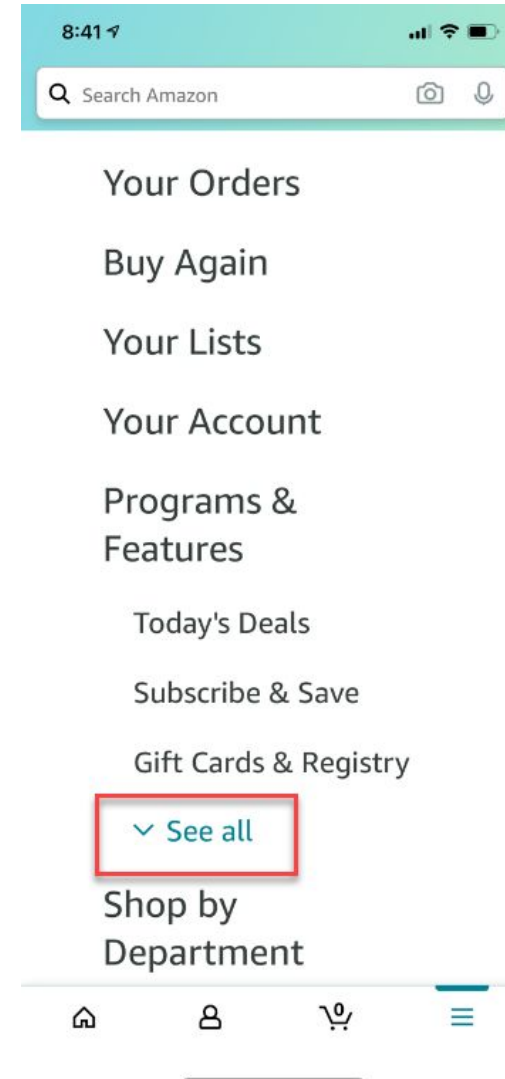 8:41
Search Amazon
Your Orders
Buy Again
Your Lists
Your Account
Programs &
Features
Today's Deals
Subscribe & Save
Gift Cards & Registry
See all
Shop by
Department
0